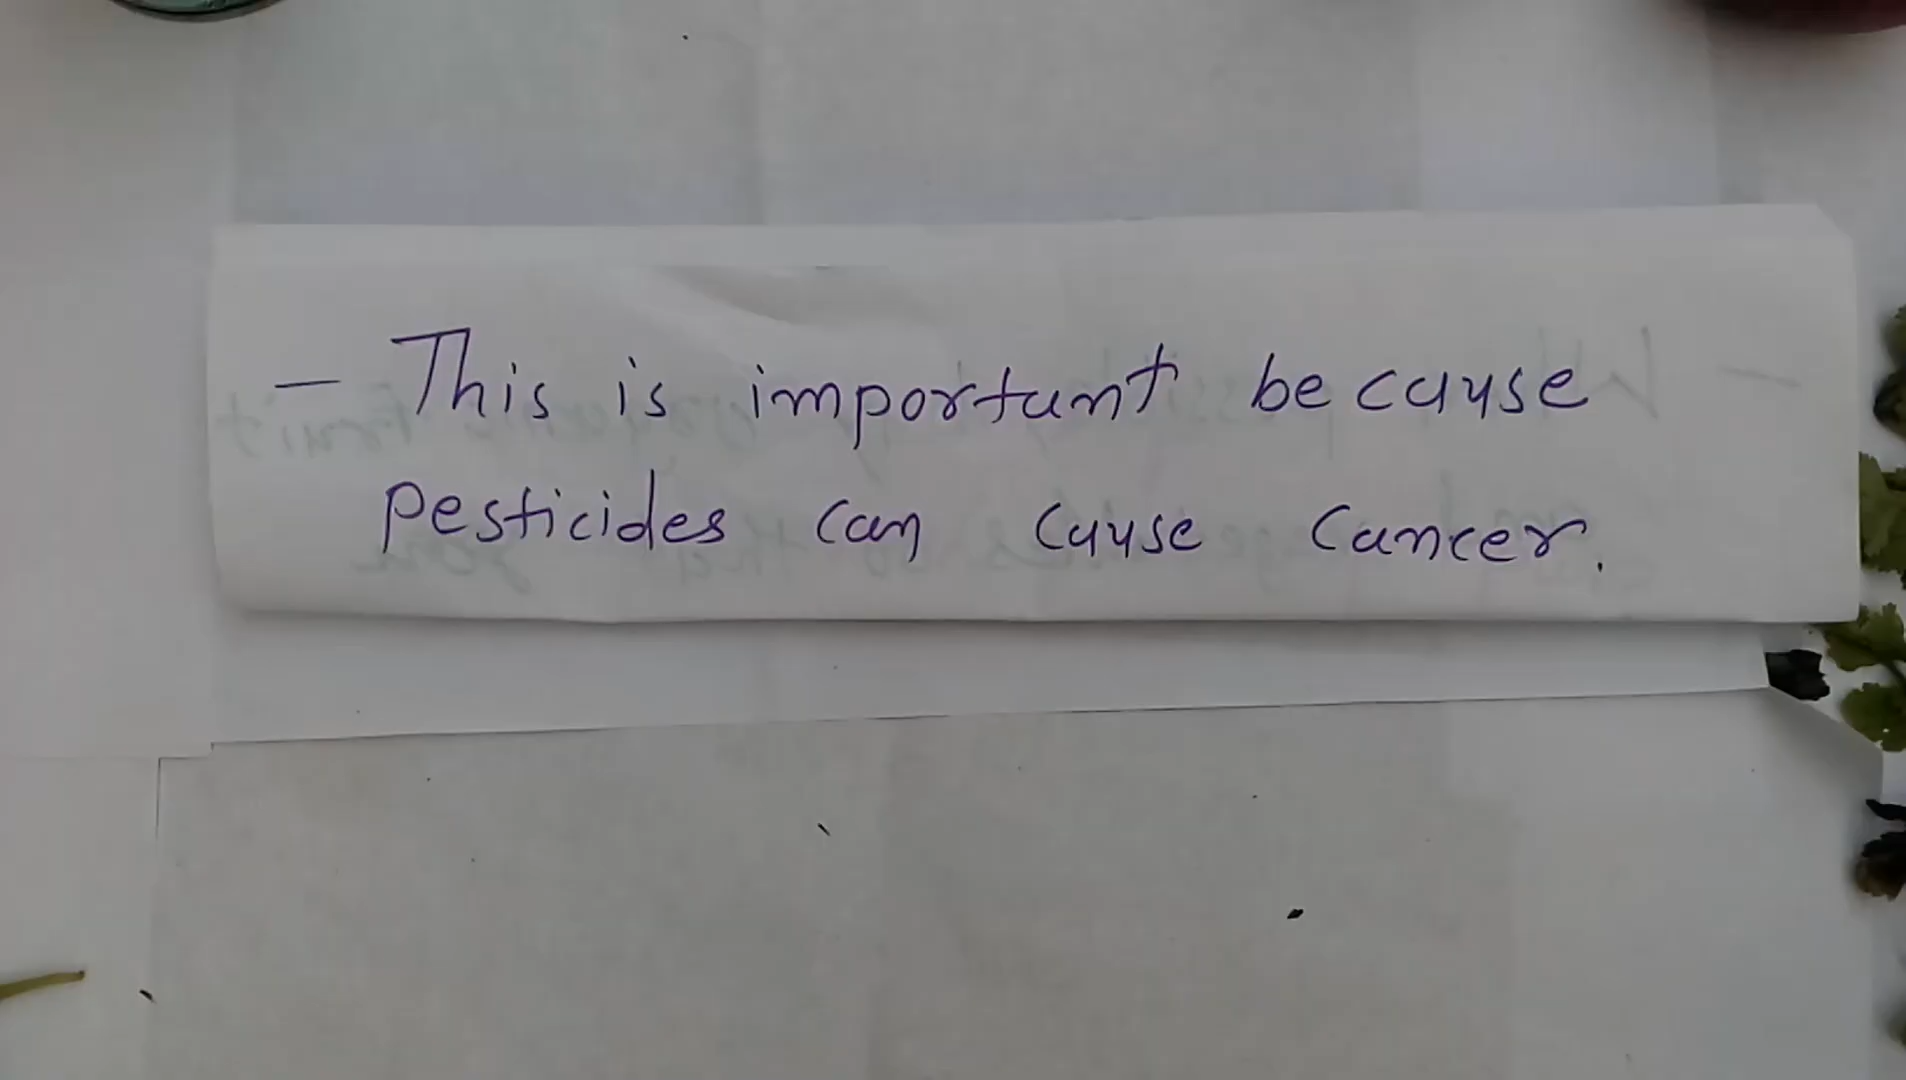 - This is important because
pesticides can cause cancer.